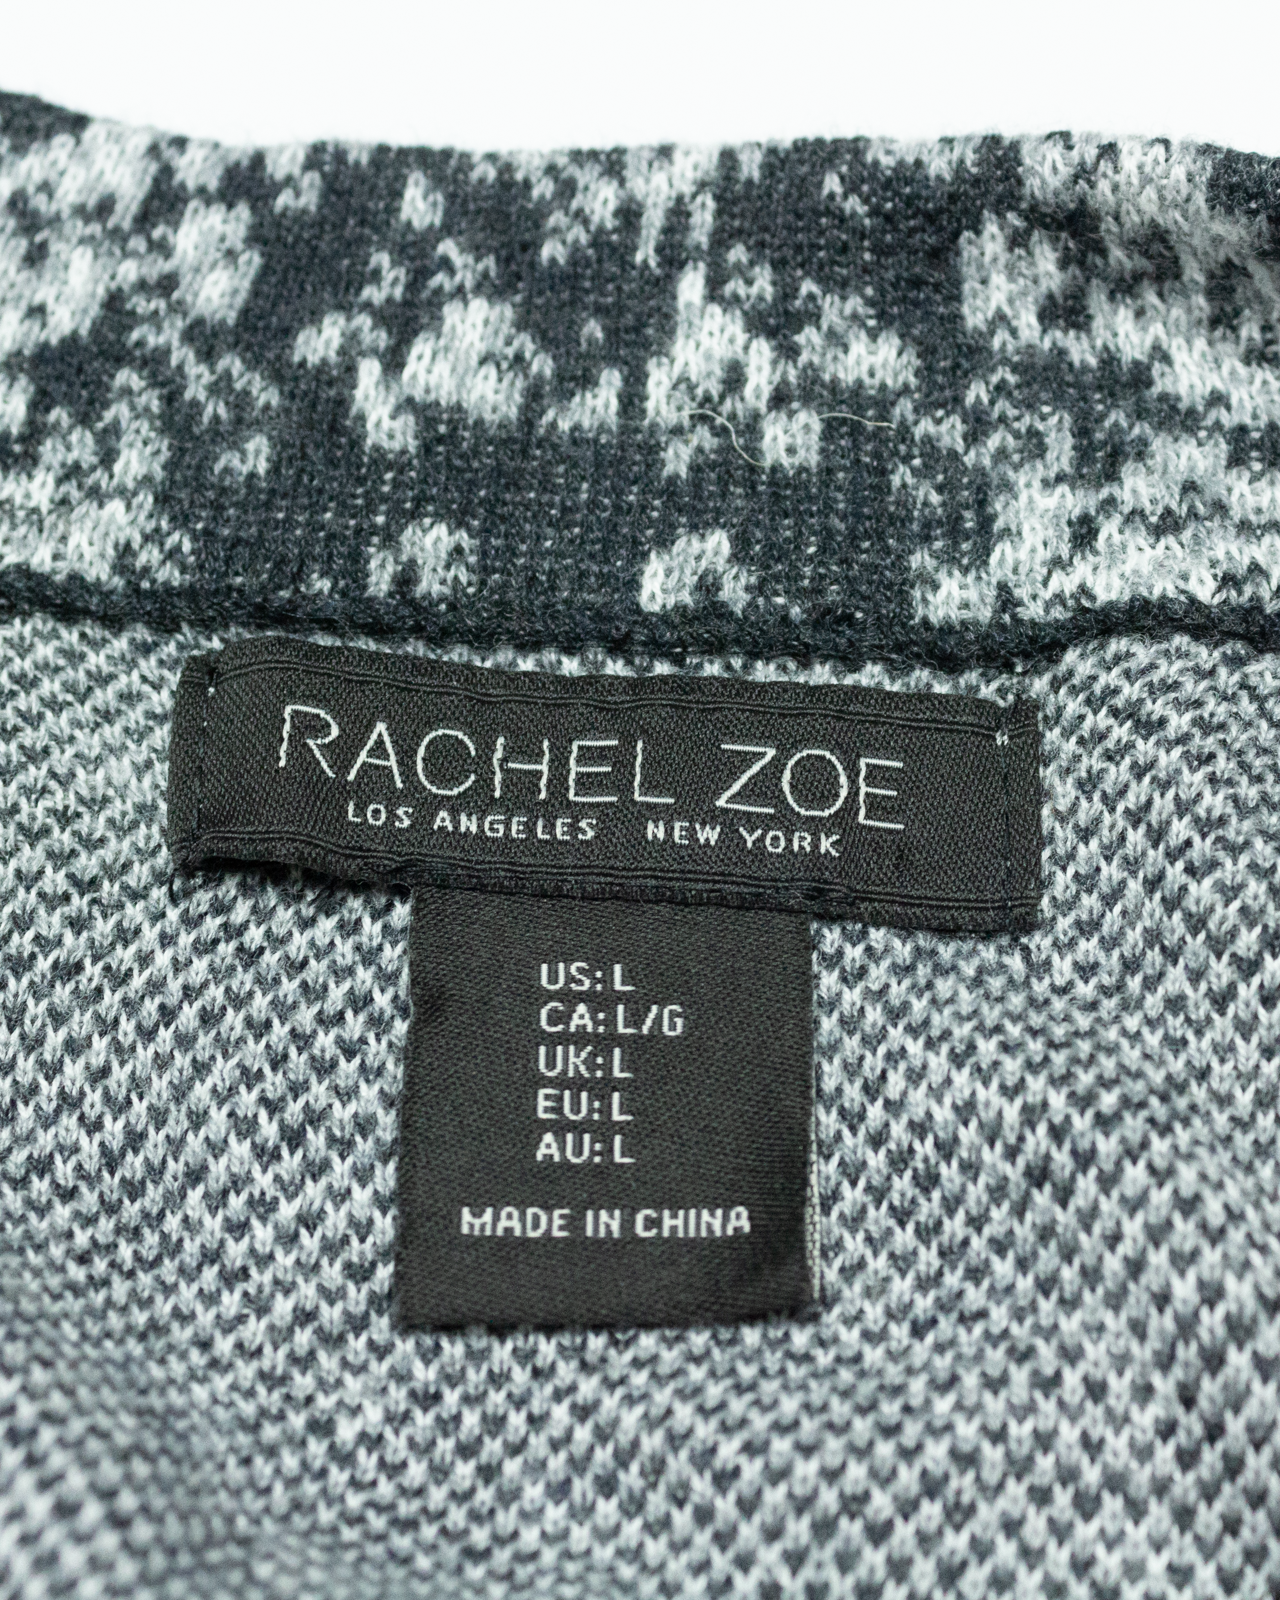 RACHEL ZOE
LOS ANGELES NEW YORK
US: L
CA: L/G
UK: L
EU: L
AU: L
MADE IN CHINA